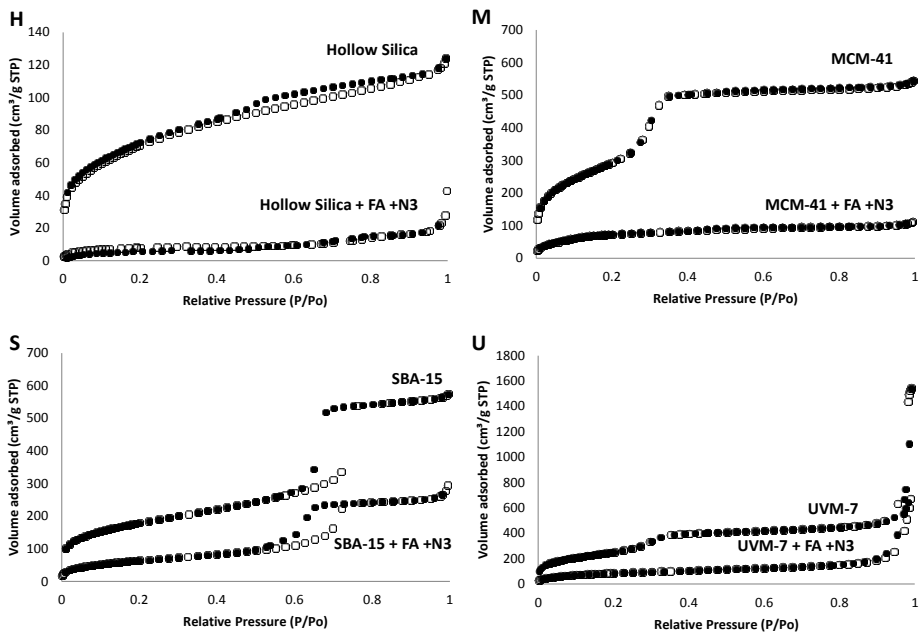 H
Hollow Silica
Hollow Silica + FA +N3
Volume adsorbed (cm³/g STP)
140
120
100
80
60
40
20
0
0 0.2 0.4 0.6 0.8 1
Relative Pressure (P/Po)
M
MCM-41
MCM-41 + FA +N3
Volume adsorbed (cm³/g STP)
700
600
500
400
300
200
100
0
0 0.2 0.4 0.6 0.8 1
Relative Pressure (P/Po)
S
SBA-15
SBA-15 + FA +N3
Volume adsorbed (cm³/g STP)
700
600
500
400
300
200
100
0
0 0.2 0.4 0.6 0.8 1
Relative Pressure (P/Po)
U
UVM-7
UVM-7 + FA +N3
Volume adsorbed (cm³/g STP)
1800
1600
1400
1200
1000
800
600
400
200
0
0 0.2 0.4 0.6 0.8 1
Relative Pressure (P/Po)